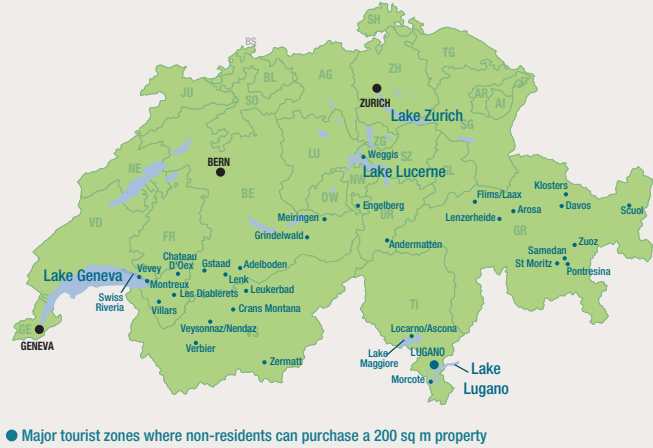 SH
BS
TG
BL
AG
ZH
JU
SO
AR
AI
ZURICH
Lake Zurich
SG
ZG
NE
BERN
LU
Weggis
SZ
Lake Lucerne
GL
NW
BE
OW
Engelberg
UR
Flims/Laax
Klosters
Arosa
Davos
Scuol
VD
Meiringen
Lenzerheide
GR
FR
Grindelwald
Andermatten
Zuoz
Chateau
D'Oex
Gstaad
Adelboden
Samedan
Lake Geneva
Vevey
Lenk
St Moritz
Pontresina
Montreux
Leukerbad
Swiss
Riveria
Les Diablerets
Villars
Crans Montana
TI
Veysonnaz/Nendaz
VS
Locarno/Ascona
GE
GENEVA
Verbier
Lake
Maggiore
LUGANO
Zermatt
Morcote
Lake
Lugano
Major tourist zones where non-residents can purchase a 200 sq m property